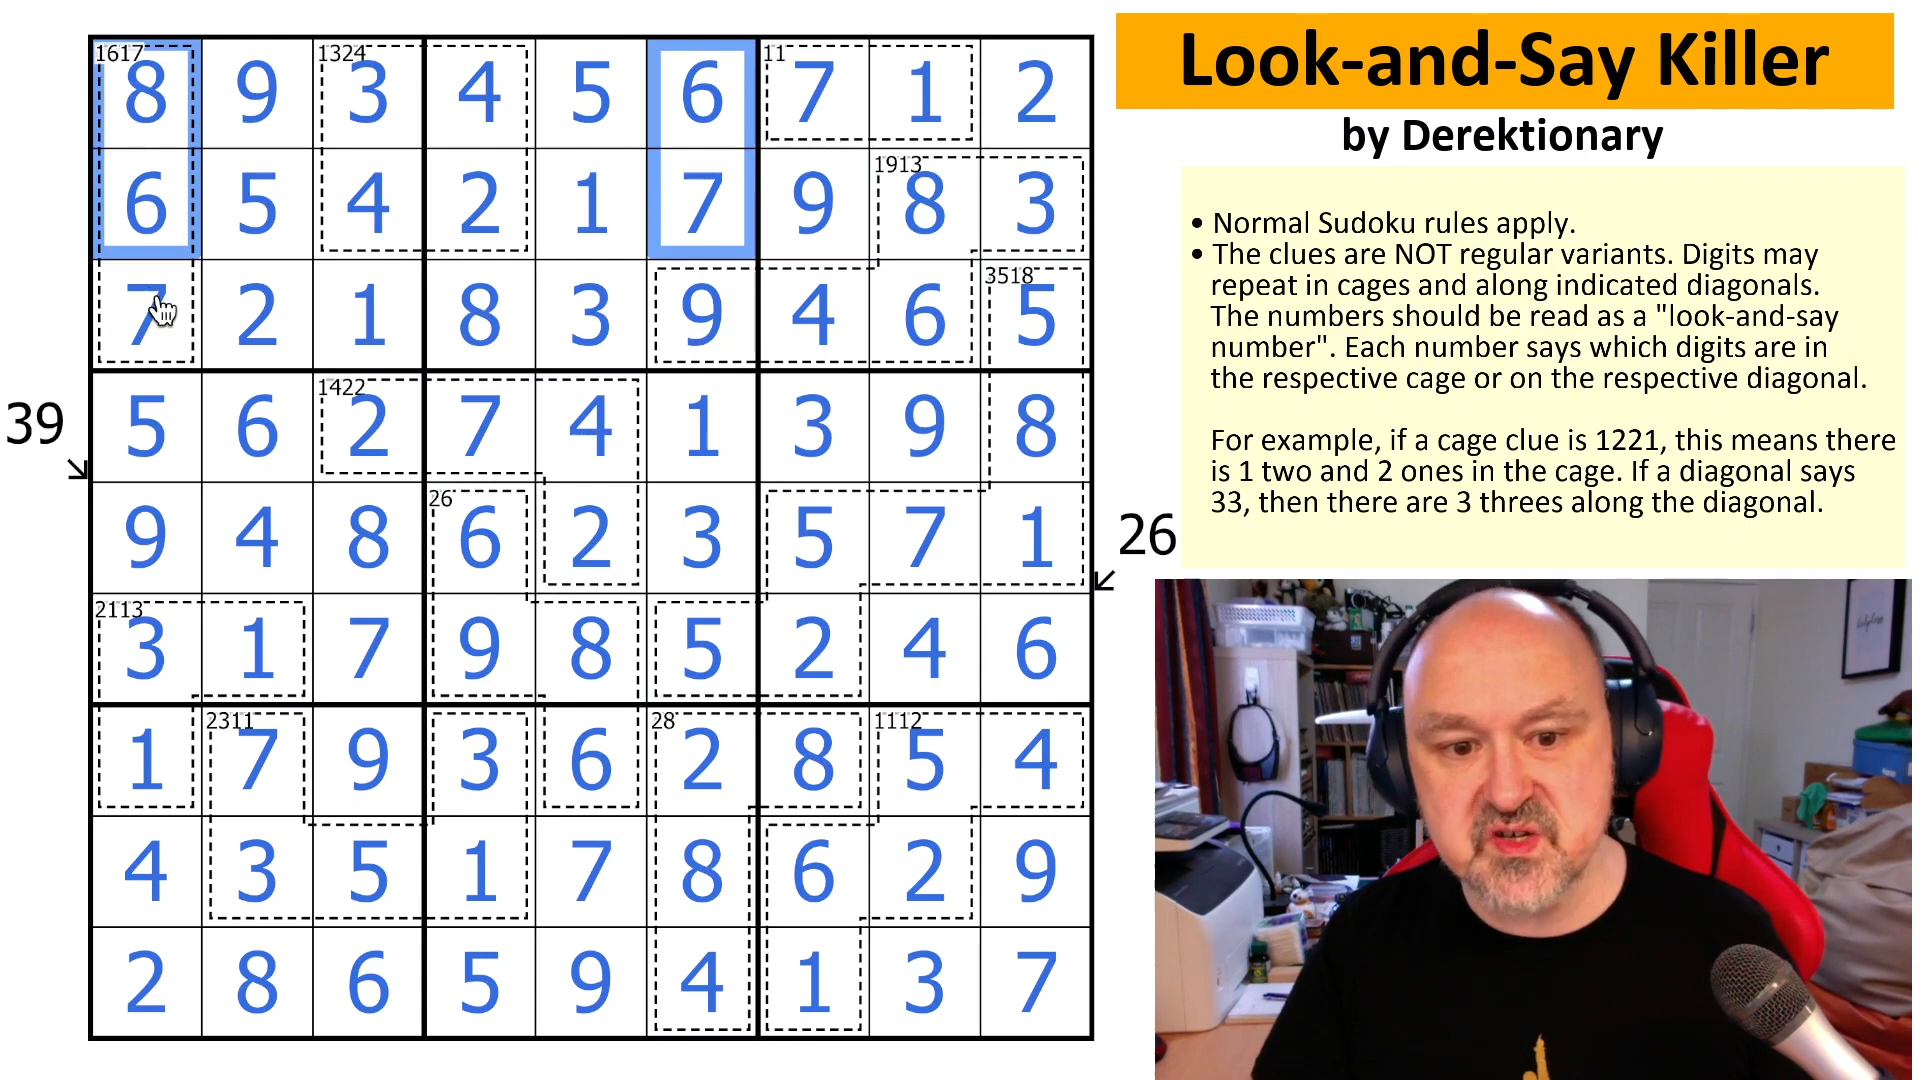 Look-and-Say Killer
by Derektionary
• Normal Sudoku rules apply.
• The clues are NOT regular variants. Digits may
repeat in cages and along indicated diagonals.
The numbers should be read as a "look-and-say
number". Each number says which digits are in
the respective cage or on the respective diagonal.
For example, if a cage clue is 1221, this means there
is 1 two and 2 ones in the cage. If a diagonal says
33, then there are 3 threes along the diagonal.
1617 1324 11
8 9 3 4 5 6 7 1 2
1913
6 5 4 2 1 7 9 8 3
3518
7 2 1 8 3 9 4 6 5
1422
39 5 6 2 7 4 1 3 9 8
26
9 4 8 6 2 3 5 7 1 26
2113
3 1 7 9 8 5 2 4 6
2311 28 1112
1 7 9 3 6 2 8 5 4
4 3 5 1 7 8 6 2 9
2 8 6 5 9 4 1 3 7